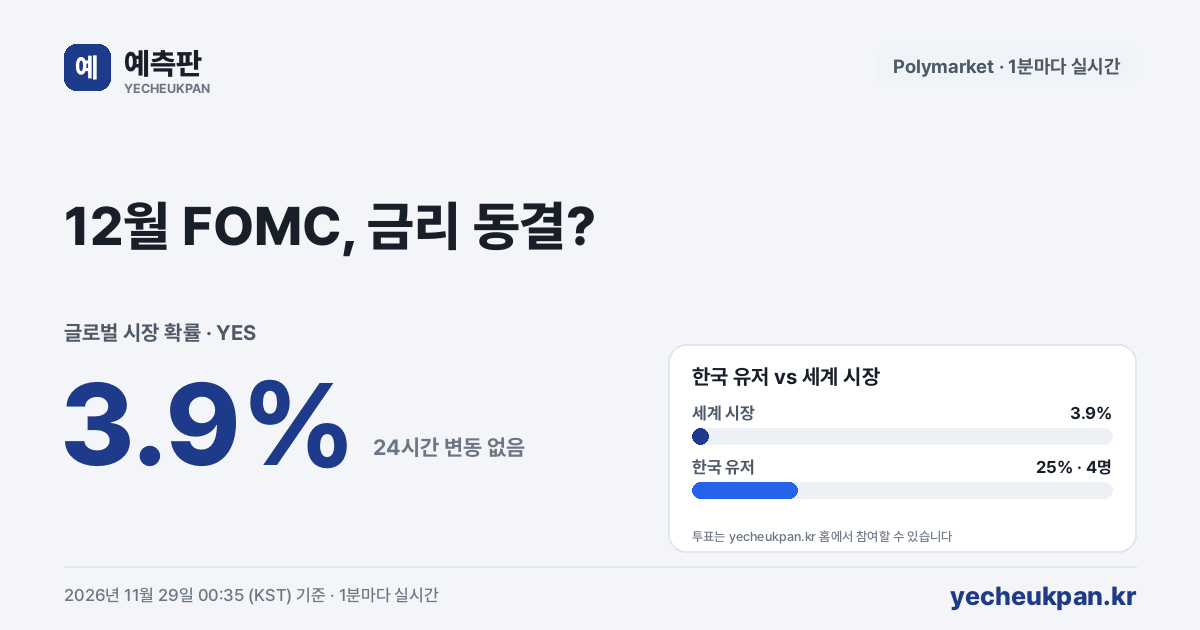 예 예측판
YECHEUKPAN
Polymarket · 1분마다 실시간
12월 FOMC, 금리 동결?
글로벌 시장 확률 · YES
3.9% 24시간 변동 없음
한국 유저 vs 세계 시장
세계 시장 3.9%
한국 유저 25% · 4명
투표는 yecheukpan.kr 홈에서 참여할 수 있습니다
2026년 11월 29일 00:35 (KST) 기준 · 1분마다 실시간
yecheukpan.kr